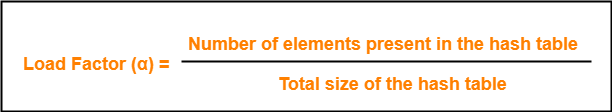 Number of elements present in the hash table
Load Factor (α) =
Total size of the hash table